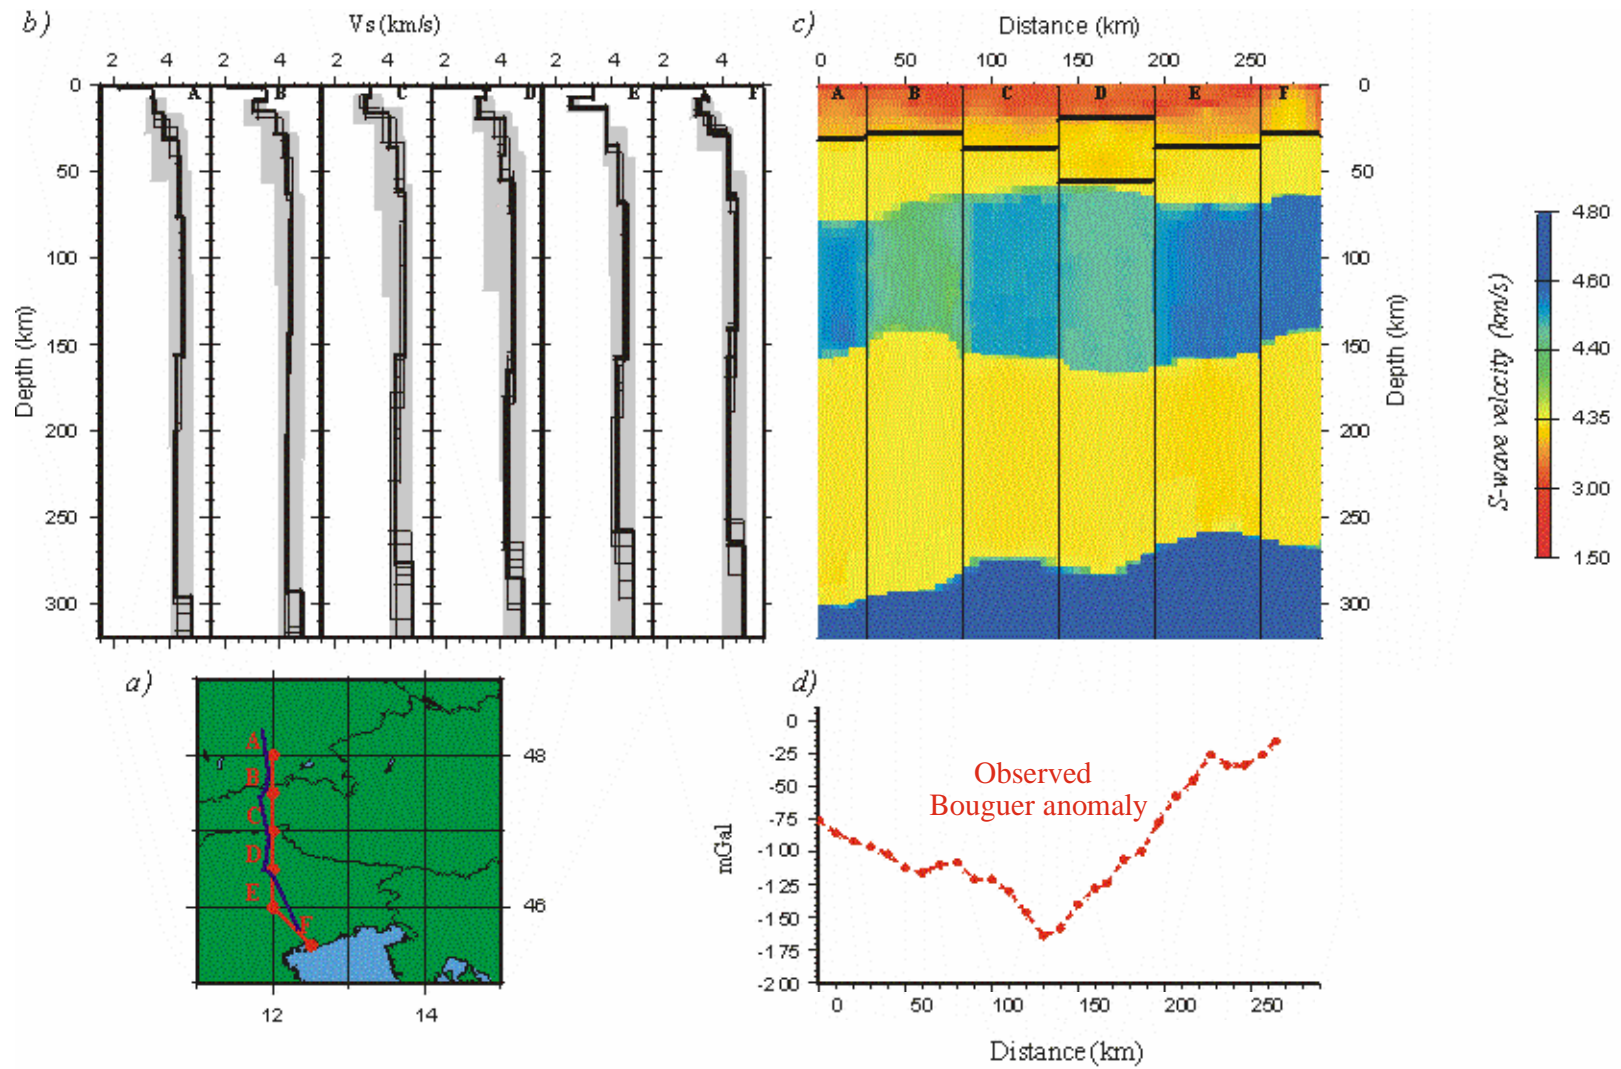 b)
Vs (km/s)
2 4 2 4 2 4 2 4 2 4 2 4
0
50
100
150
200
250
300
Depth (km)
A B C D E F
c)
Distance (km)
0 50 100 150 200 250
A B C D E F
0
50
100
150
200
250
300
Depth (km)
S-wave velocity (km/s)
4.80
4.60
4.40
4.35
3.00
1.50
a)
A
B
C
D
E
F
48
46
12 14
d)
0
-25
-50
-75
-100
-125
-150
-175
-200
mGal
Observed
Bouguer anomaly
0 50 100 150 200 250
Distance (km)